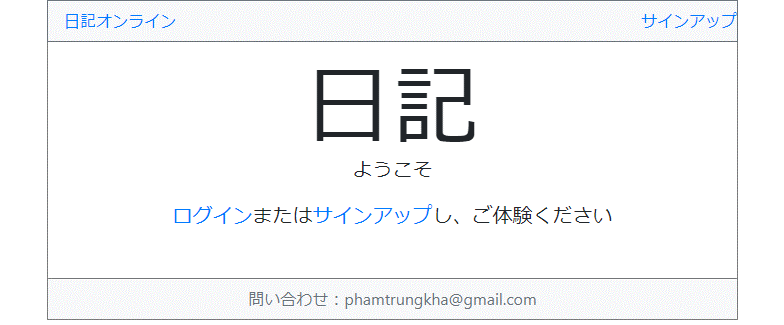 日記オンライン サインアップ
日記
ようこそ
ログインまたはサインアップし、ご体験ください
問い合わせ：phamtrungkha@gmail.com